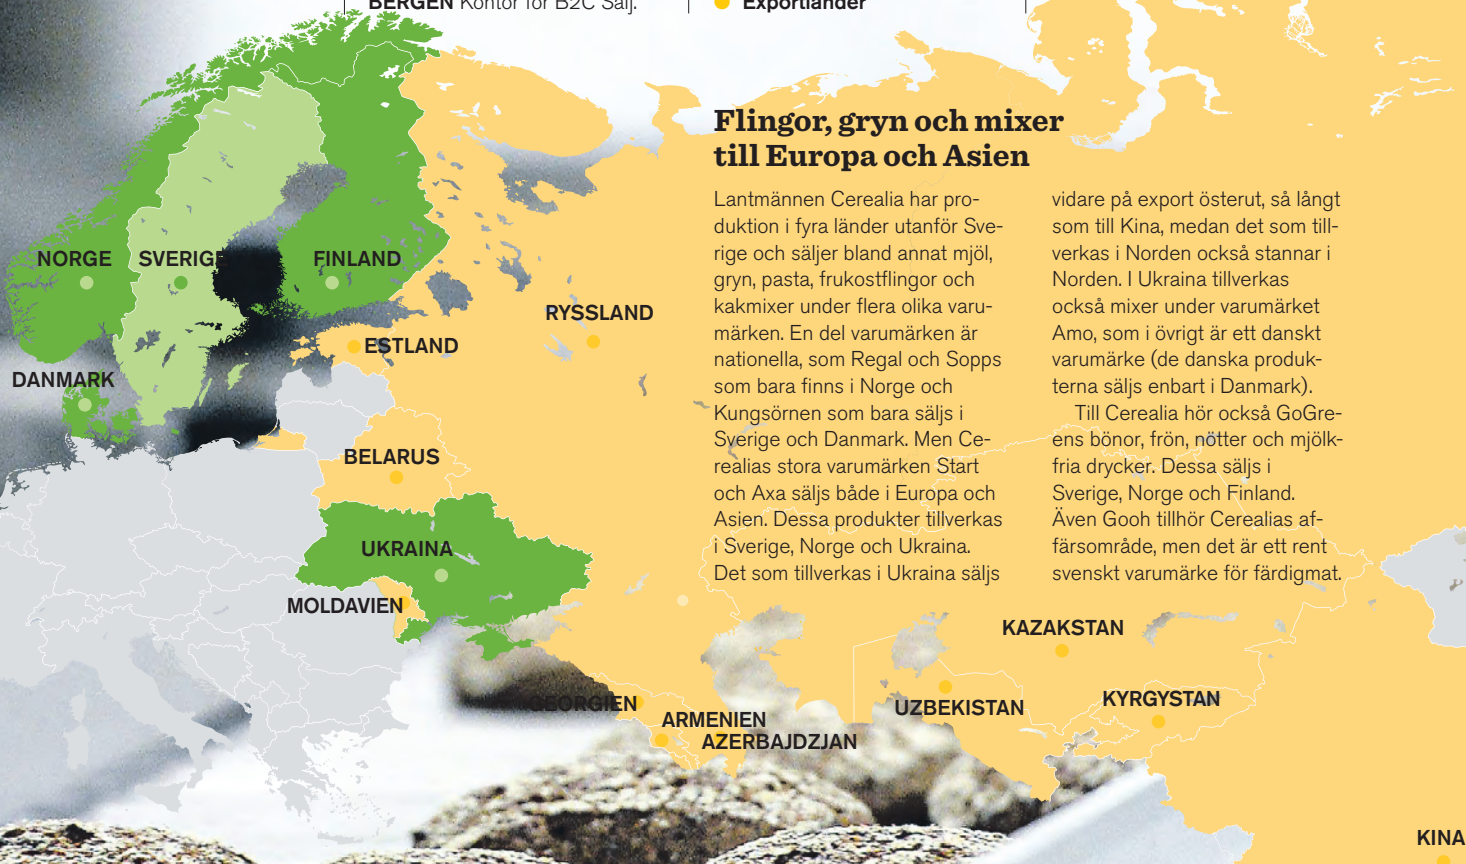 BERGEN Kontor för B2C Sälj.
Exportländer
Flingor, gryn och mixer
till Europa och Asien
Lantmännen Cerealia har pro-
duktion i fyra länder utanför Sve-
rige och säljer bland annat mjöl,
gryn, pasta, frukostflingor och
kakmixer under flera olika varu-
märken. En del varumärken är
nationella, som Regal och Sopps
som bara finns i Norge och
Kungsörnen som bara säljs i
Sverige och Danmark. Men Ce-
realias stora varumärken Start
och Axa säljs både i Europa och
Asien. Dessa produkter tillverkas
i Sverige, Norge och Ukraina.
Det som tillverkas i Ukraina säljs
vidare på export österut, så långt
som till Kina, medan det som till-
verkas i Norden också stannar i
Norden. I Ukraina tillverkas
också mixer under varumärket
Amo, som i övrigt är ett danskt
varumärke (de danska produk-
terna säljs enbart i Danmark).
Till Cerealia hör också GoGre-
ens bönor, frön, nötter och mjölk-
fria drycker. Dessa säljs i
Sverige, Norge och Finland.
Även Gooh tillhör Cerealias af-
färsområde, men det är ett rent
svenskt varumärke för färdigmat.
NORGE
SVERIGE
FINLAND
RYSSLAND
ESTLAND
DANMARK
BELARUS
UKRAINA
MOLDAVIEN
KAZAKSTAN
GEORGIEN
UZBEKISTAN
KYRGYSTAN
ARMENIEN
AZERBAJDZJAN
KINA